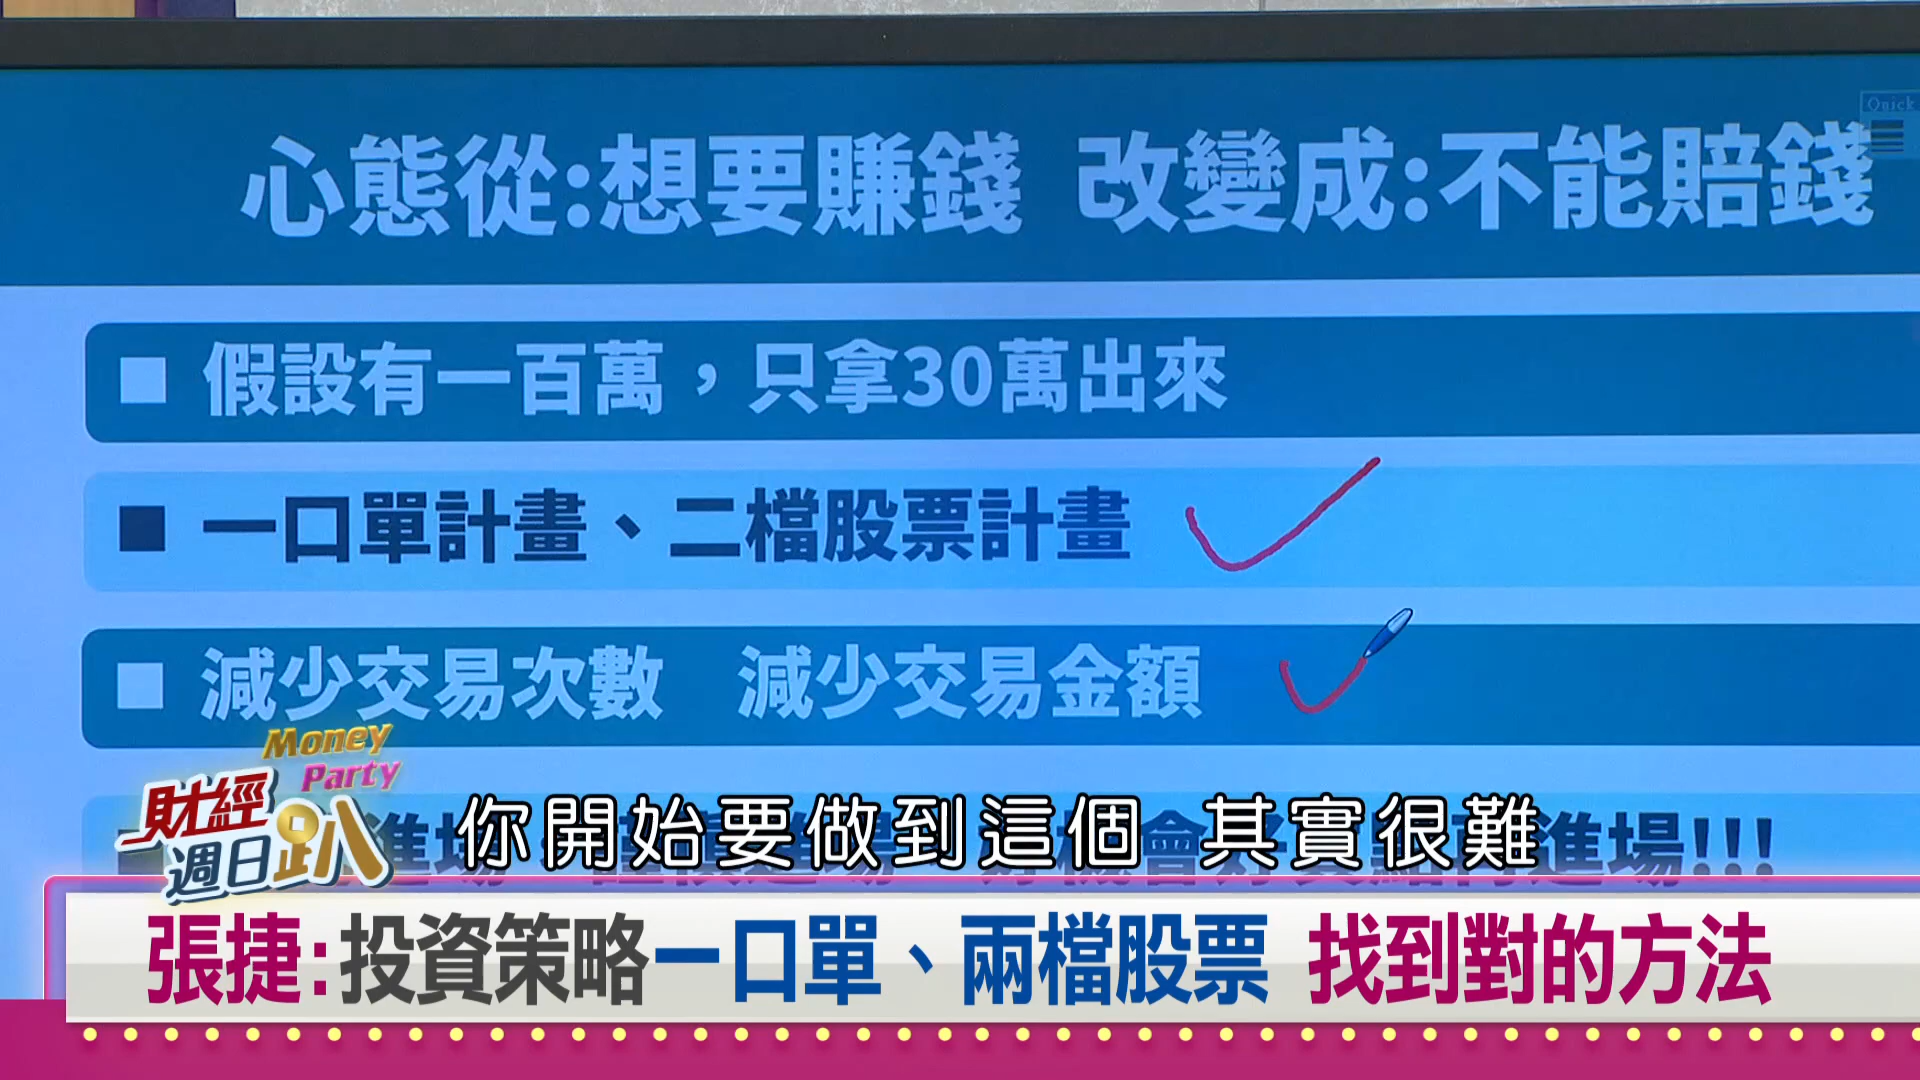 Quick
心態從:想要賺錢 改變成:不能賠錢
■ 假設有一百萬，只拿30萬出來
■ 一口單計畫、二檔股票計畫
■ 減少交易次數 減少交易金額
進場!!!
Money Party
財經週日趴
你開始要做到這個 其實很難
張捷:投資策略一口單、兩檔股票 找到對的方法